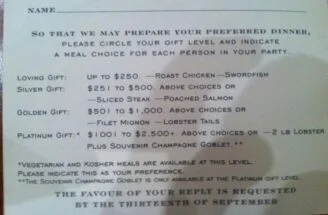 NAME
SO THAT WE MAY PREPARE YOUR PREFERRED DINNER,
PLEASE CIRCLE YOUR GIFT LEVEL AND INDICATE
A MEAL CHOICE FOR EACH PERSON IN YOUR PARTY.
LOVING GIFT: UP TO $250. —ROAST CHICKEN —SWORDFISH
SILVER GIFT: $251 TO $500. ABOVE CHOICES OR
—SLICED STEAK —POACHED SALMON
GOLDEN GIFT: $501 TO $1,000. ABOVE CHOICES OR
—FILET MIGNON —LOBSTER TAILS
PLATINUM GIFT:* $1001 TO $2,500+. ABOVE CHOICES OR —2 LB LOBSTER
PLUS SOUVENIR CHAMPAGNE GOBLET.**
*VEGETARIAN AND KOSHER MEALS ARE AVAILABLE AT THIS LEVEL.
PLEASE INDICATE THIS AS YOUR PREFERENCE.
**THE SOUVENIR CHAMPAGNE GOBLET IS ONLY AVAILABLE AT THE PLATINUM GIFT LEVEL.
THE FAVOUR OF YOUR REPLY IS REQUESTED
BY THE THIRTEENTH OF SEPTEMBER